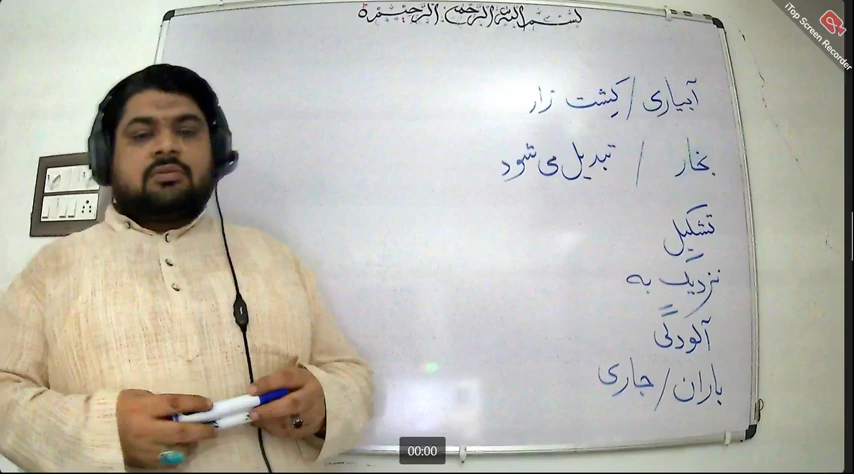 بسم الله الرحمن الرحیم
آبیاری / کِشت زار
بخار / تبدیل می شود
تشکیل
نزدیک به
آلودگی
باران / جاری
iTop Screen Recorder
00:00